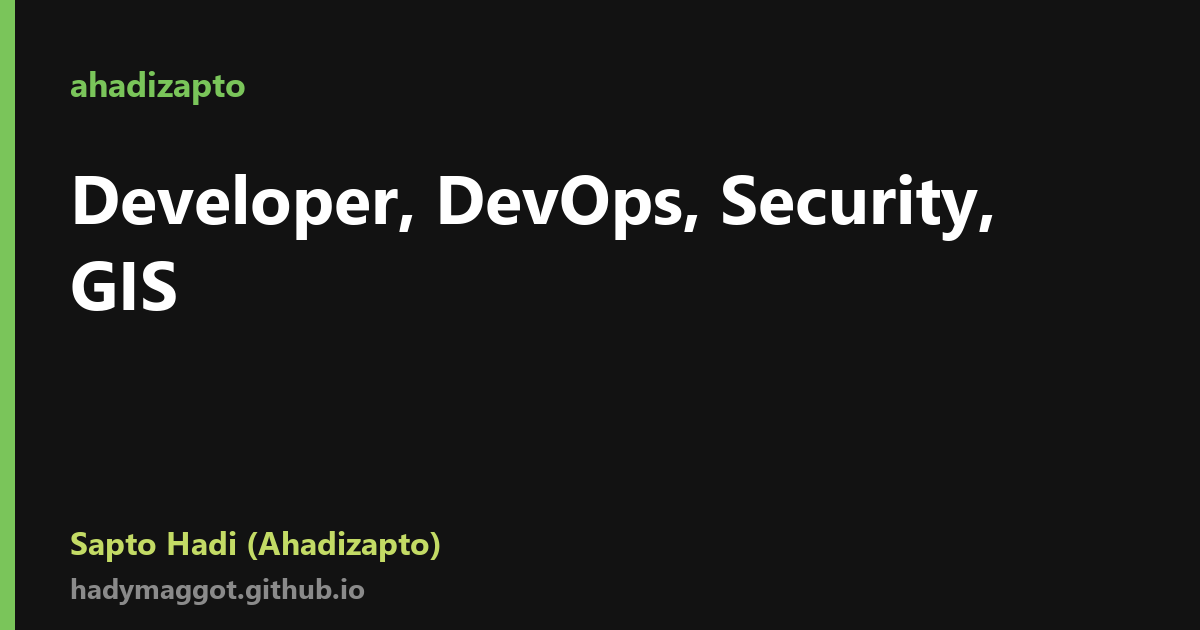 ahadizapto
Developer, DevOps, Security,
GIS
Sapto Hadi (Ahadizapto)
hadymaggot.github.io